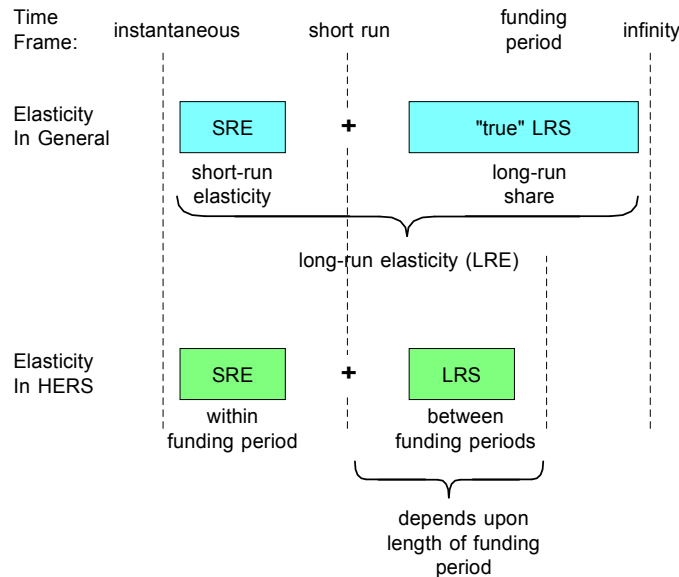 Time
Frame:
instantaneous
short run
funding
period
infinity
Elasticity
In General
SRE
+
"true" LRS
short-run
elasticity
long-run
share
long-run elasticity (LRE)
Elasticity
In HERS
SRE
+
LRS
within
funding period
between
funding periods
depends upon
length of funding
period